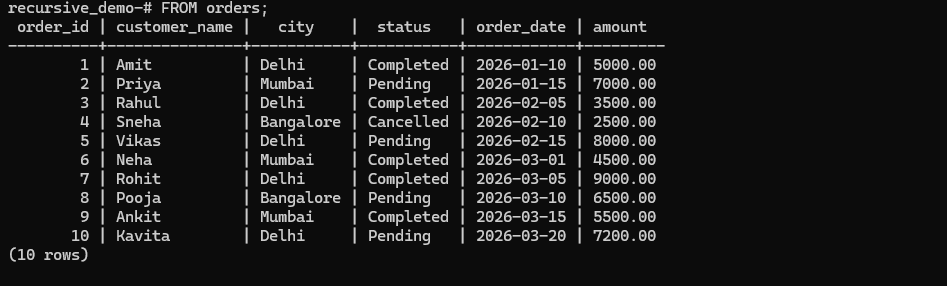 recursive_demo-# FROM orders;
 order_id | customer_name |   city    |  status   | order_date | amount
----------+---------------+-----------+-----------+------------+---------
        1 | Amit          | Delhi     | Completed | 2026-01-10 | 5000.00
        2 | Priya         | Mumbai    | Pending   | 2026-01-15 | 7000.00
        3 | Rahul         | Delhi     | Completed | 2026-02-05 | 3500.00
        4 | Sneha         | Bangalore | Cancelled | 2026-02-10 | 2500.00
        5 | Vikas         | Delhi     | Pending   | 2026-02-15 | 8000.00
        6 | Neha          | Mumbai    | Completed | 2026-03-01 | 4500.00
        7 | Rohit         | Delhi     | Completed | 2026-03-05 | 9000.00
        8 | Pooja         | Bangalore | Pending   | 2026-03-10 | 6500.00
        9 | Ankit         | Mumbai    | Completed | 2026-03-15 | 5500.00
       10 | Kavita        | Delhi     | Pending   | 2026-03-20 | 7200.00
(10 rows)